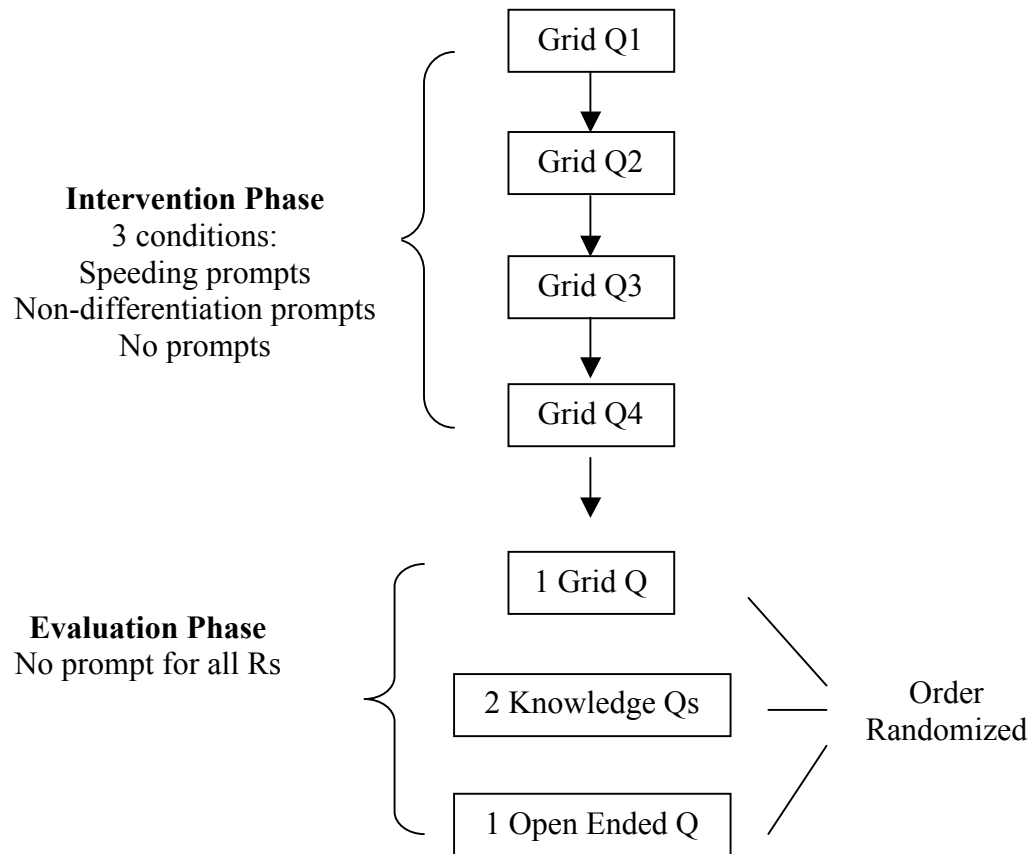 Grid Q1
Grid Q2
Intervention Phase
3 conditions:
Speeding prompts
Non-differentiation prompts
No prompts
Grid Q3
Grid Q4
1 Grid Q
Evaluation Phase
No prompt for all Rs
2 Knowledge Qs
Order
Randomized
1 Open Ended Q